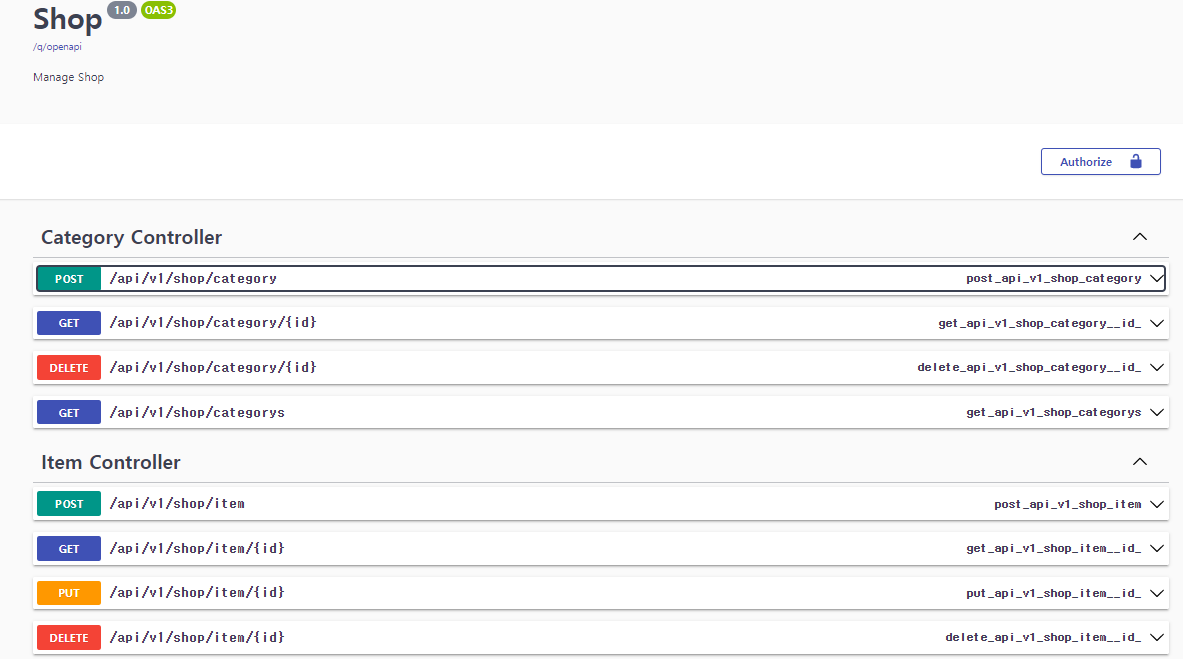 Shop 1.0 OAS3
/q/openapi
Manage Shop
Authorize
Category Controller
POST /api/v1/shop/category post_api_v1_shop_category
GET /api/v1/shop/category/{id} get_api_v1_shop_category__id_
DELETE /api/v1/shop/category/{id} delete_api_v1_shop_category__id_
GET /api/v1/shop/categorys get_api_v1_shop_categorys
Item Controller
POST /api/v1/shop/item post_api_v1_shop_item
GET /api/v1/shop/item/{id} get_api_v1_shop_item__id_
PUT /api/v1/shop/item/{id} put_api_v1_shop_item__id_
DELETE /api/v1/shop/item/{id} delete_api_v1_shop_item__id_